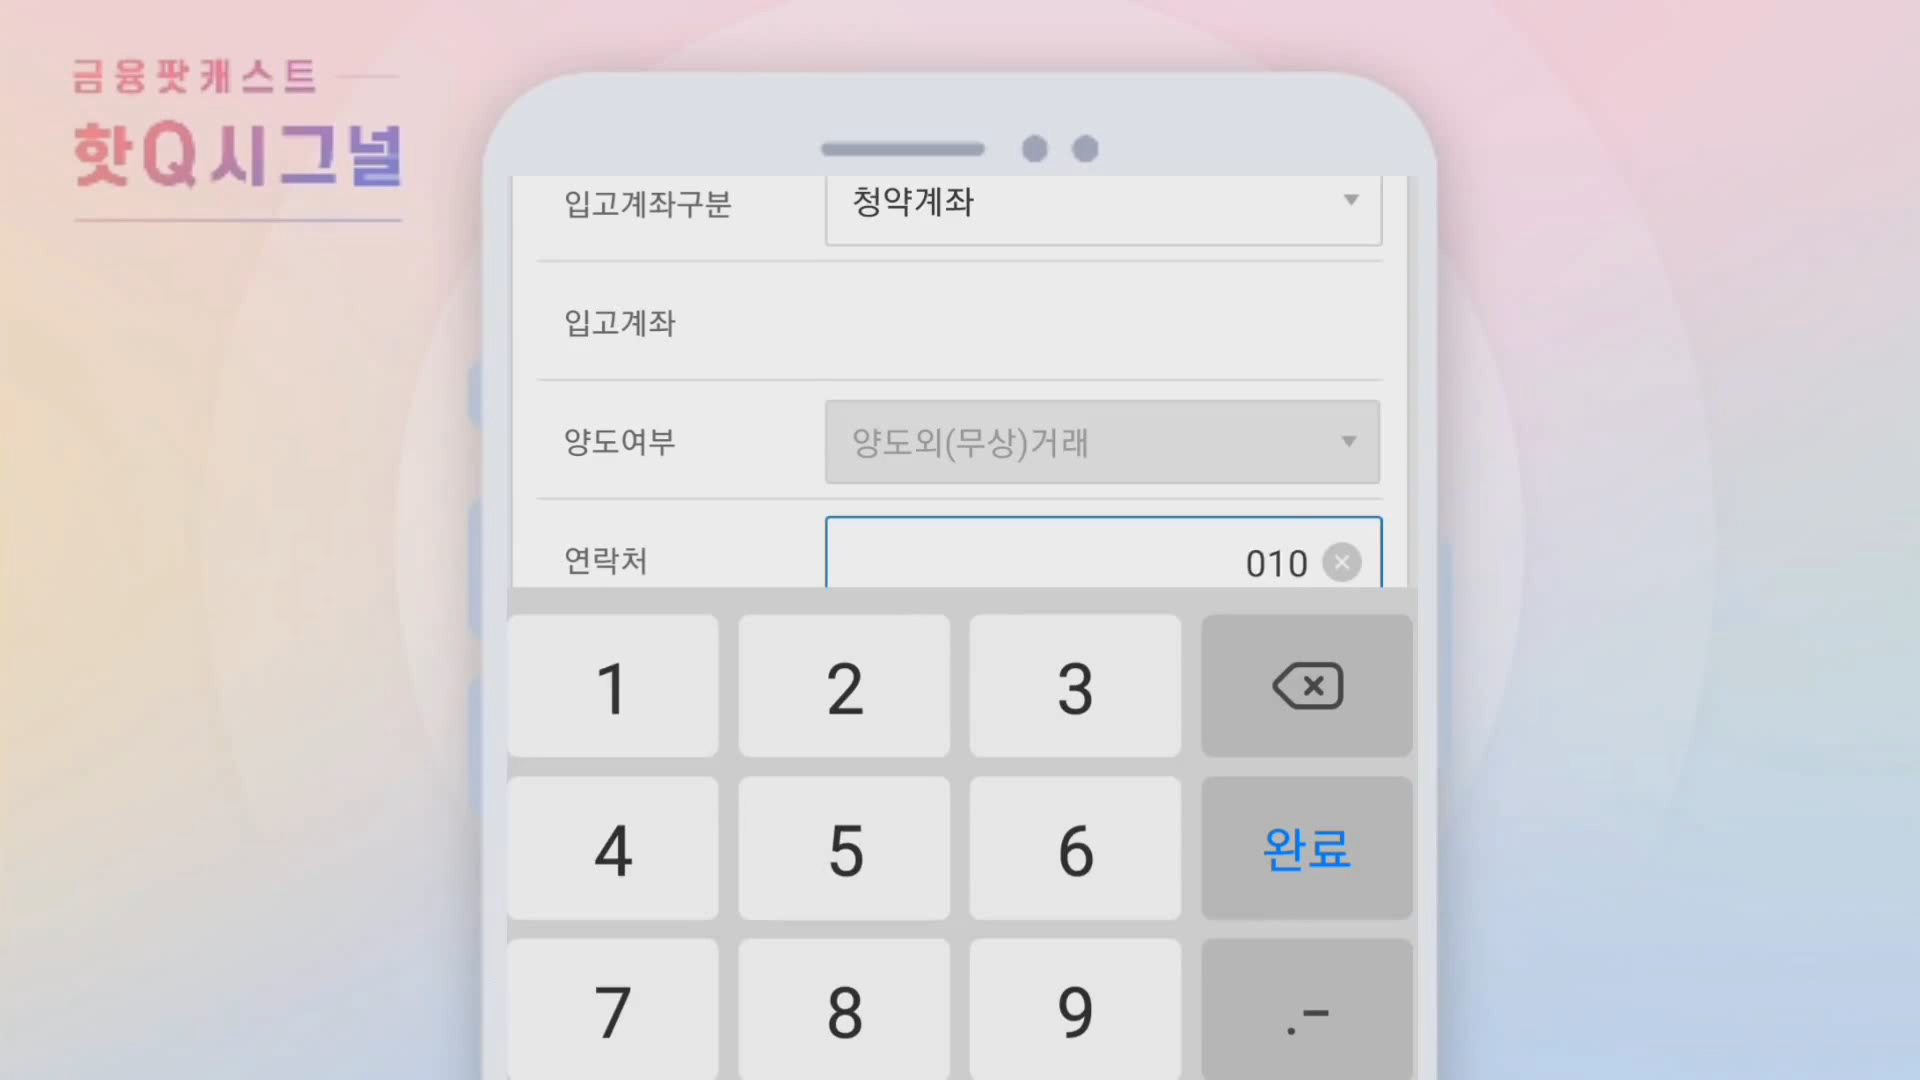 금융팟캐스트
핫Q시그널
입고계좌구분 청약계좌
입고계좌
양도여부 양도외(무상)거래
연락처 010
1 2 3
4 5 6 완료
7 8 9 .-